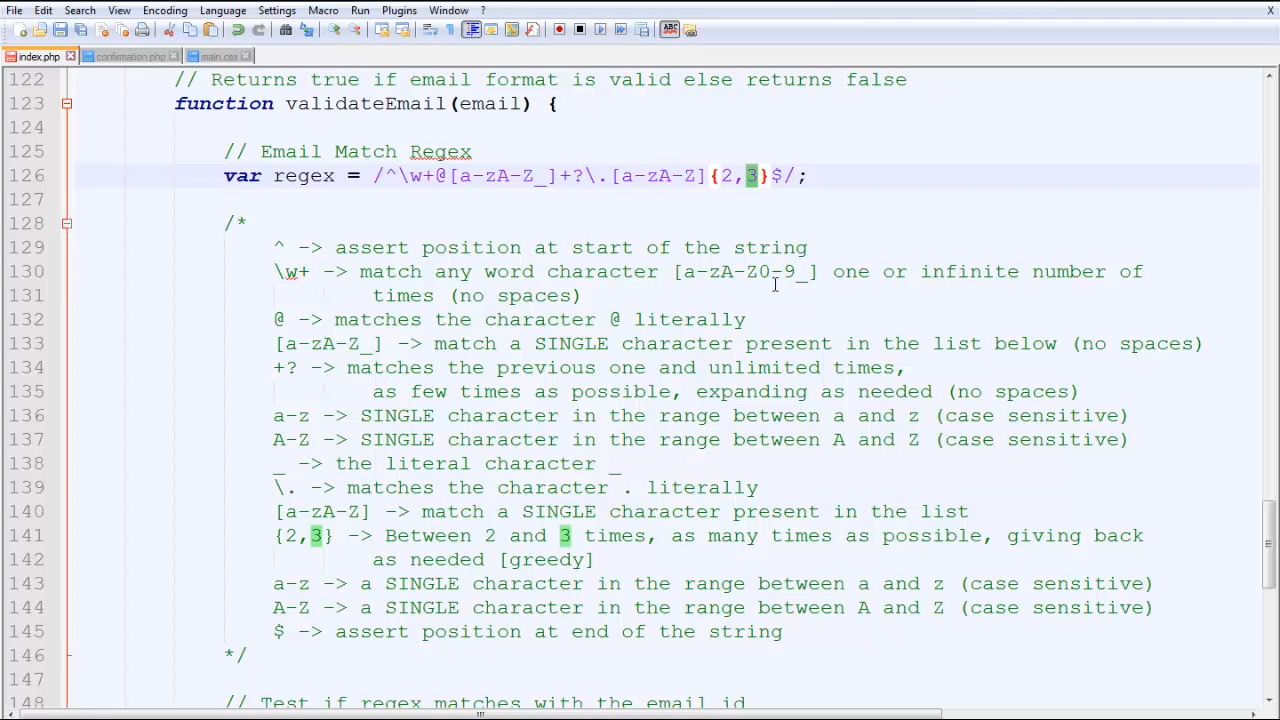 File Edit Search View Encoding Language Settings Macro Run Plugins Window ? X
index.php confirmation.php main.css
122 // Returns true if email format is valid else returns false
123 function validateEmail(email) {
124
125 // Email Match Regex
126 var regex = /^\w+@[a-zA-Z_]+?\.[a-zA-Z]{2,3}$/;
127
128 /*
129 ^ -> assert position at start of the string
130 \w+ -> match any word character [a-zA-Z0-9_] one or infinite number of
131 times (no spaces)
132 @ -> matches the character @ literally
133 [a-zA-Z_] -> match a SINGLE character present in the list below (no spaces)
134 +? -> matches the previous one and unlimited times,
135 as few times as possible, expanding as needed (no spaces)
136 a-z -> SINGLE character in the range between a and z (case sensitive)
137 A-Z -> SINGLE character in the range between A and Z (case sensitive)
138 _ -> the literal character _
139 \. -> matches the character . literally
140 [a-zA-Z] -> match a SINGLE character present in the list
141 {2,3} -> Between 2 and 3 times, as many times as possible, giving back
142 as needed [greedy]
143 a-z -> a SINGLE character in the range between a and z (case sensitive)
144 A-Z -> a SINGLE character in the range between A and Z (case sensitive)
145 $ -> assert position at end of the string
146 */
147
148 // Test if regex matches with the email id